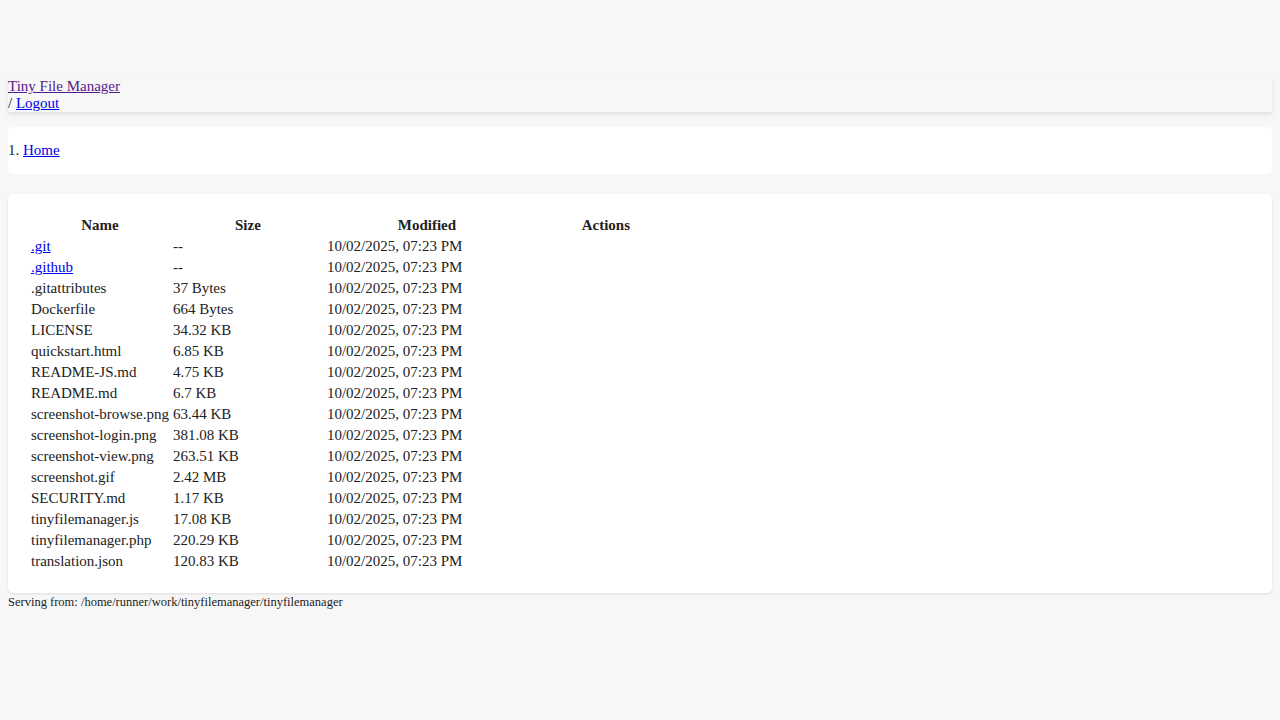 Tiny File Manager
/ Logout
1. Home
Name Size Modified Actions
.git -- 10/02/2025, 07:23 PM
.github -- 10/02/2025, 07:23 PM
.gitattributes 37 Bytes 10/02/2025, 07:23 PM
Dockerfile 664 Bytes 10/02/2025, 07:23 PM
LICENSE 34.32 KB 10/02/2025, 07:23 PM
quickstart.html 6.85 KB 10/02/2025, 07:23 PM
README-JS.md 4.75 KB 10/02/2025, 07:23 PM
README.md 6.7 KB 10/02/2025, 07:23 PM
screenshot-browse.png 63.44 KB 10/02/2025, 07:23 PM
screenshot-login.png 381.08 KB 10/02/2025, 07:23 PM
screenshot-view.png 263.51 KB 10/02/2025, 07:23 PM
screenshot.gif 2.42 MB 10/02/2025, 07:23 PM
SECURITY.md 1.17 KB 10/02/2025, 07:23 PM
tinyfilemanager.js 17.08 KB 10/02/2025, 07:23 PM
tinyfilemanager.php 220.29 KB 10/02/2025, 07:23 PM
translation.json 120.83 KB 10/02/2025, 07:23 PM
Serving from: /home/runner/work/tinyfilemanager/tinyfilemanager